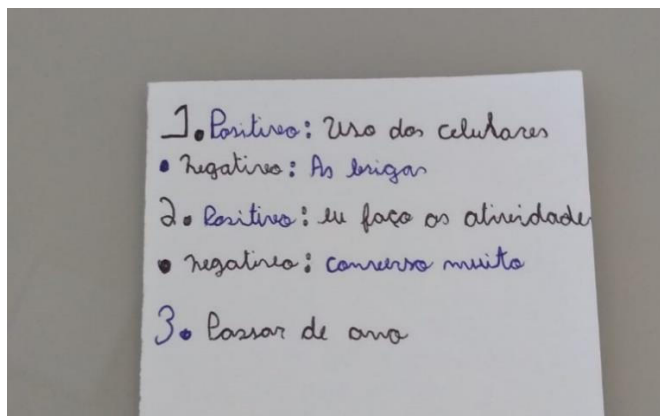 1. Positivo: Uso dos celulares
• negativo: As brigas
2. Positivo: eu faço as atividade
• negativo: converso muito
3. Passar de ano